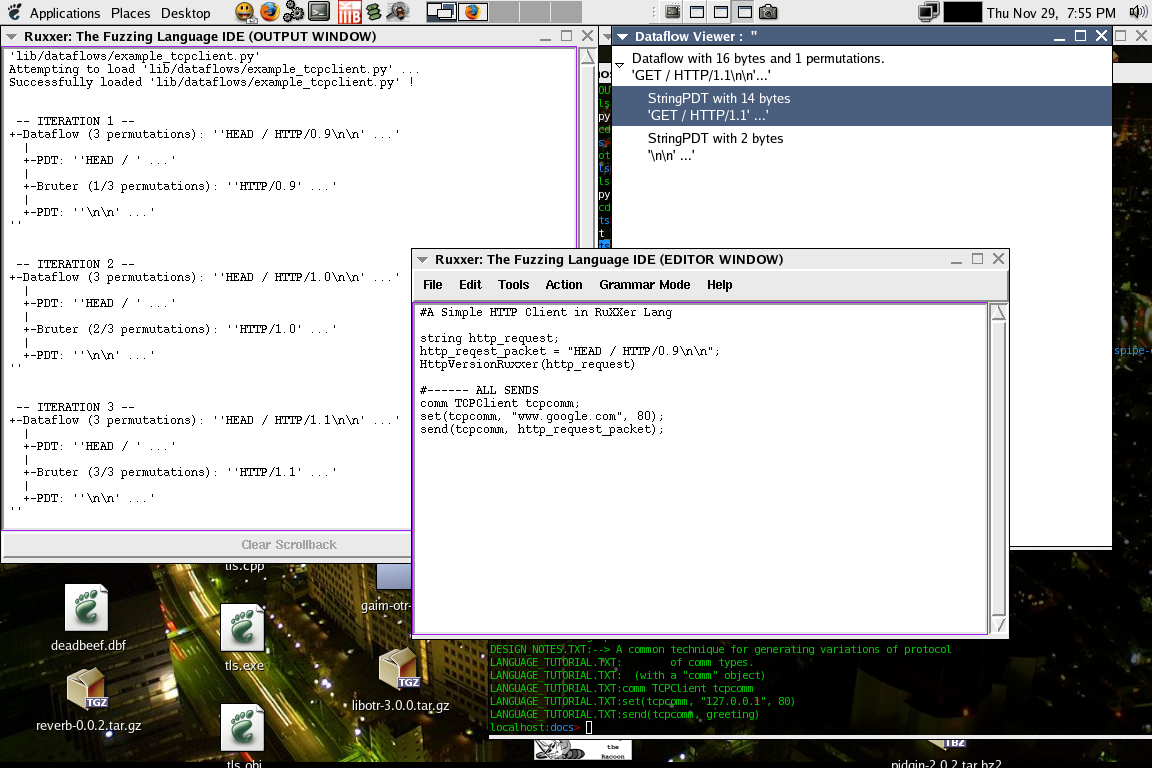 Applications Places Desktop
Thu Nov 29, 7:55 PM
Ruxxer: The Fuzzing Language IDE (OUTPUT WINDOW)
'lib/dataflows/example_tcpclient.py'
Attempting to load 'lib/dataflows/example_tcpclient.py' ...
Successfully loaded 'lib/dataflows/example_tcpclient.py' !
-- ITERATION 1 --
+-Dataflow (3 permutations): ''HEAD / HTTP/0.9\n\n' ...'
|
+-PDT: ''HEAD / ' ...'
|
+-Bruter (1/3 permutations): ''HTTP/0.9' ...'
|
+-PDT: ''\n\n' ...'
''
-- ITERATION 2 --
+-Dataflow (3 permutations): ''HEAD / HTTP/1.0\n\n' ...'
|
+-PDT: ''HEAD / ' ...'
|
+-Bruter (2/3 permutations): ''HTTP/1.0' ...'
|
+-PDT: ''\n\n' ...'
''
-- ITERATION 3 --
+-Dataflow (3 permutations): ''HEAD / HTTP/1.1\n\n' ...'
|
+-PDT: ''HEAD / ' ...'
|
+-Bruter (3/3 permutations): ''HTTP/1.1' ...'
|
+-PDT: ''\n\n' ...'
''
Clear Scrollback
Dataflow Viewer : ''
Dataflow with 16 bytes and 1 permutations.
'GET / HTTP/1.1\n\n'...'
StringPDT with 14 bytes
'GET / HTTP/1.1' ...'
StringPDT with 2 bytes
'\n\n' ...'
Ruxxer: The Fuzzing Language IDE (EDITOR WINDOW)
File Edit Tools Action Grammar Mode Help
#A Simple HTTP Client in RuXXer Lang
string http_request;
http_reqest_packet = "HEAD / HTTP/0.9\n\n";
HttpVersionRuxxer(http_request)
#------ ALL SENDS
comm TCPClient tcpcomm;
set(tcpcomm, "www.google.com", 80);
send(tcpcomm, http_request_packet);
DESIGN_NOTES.TXT:--> A common technique for generating variations of protocol
LANGUAGE_TUTORIAL.TXT: of comm types.
LANGUAGE_TUTORIAL.TXT: (with a "comm" object)
LANGUAGE_TUTORIAL.TXT:comm TCPClient tcpcomm
LANGUAGE_TUTORIAL.TXT:set(tcpcomm, "127.0.0.1", 80)
LANGUAGE_TUTORIAL.TXT:send(tcpcomm, greeting)
localhost:docs>
tls.cpp
gaim-otr-
deadbeef.dbf
tls.exe
TGZ
libotr-3.0.0.tar.gz
TGZ
reverb-0.0.2.tar.gz
tls.obj
the
Racoon
TBZ
pidgin-2.0.2.tar.bz2